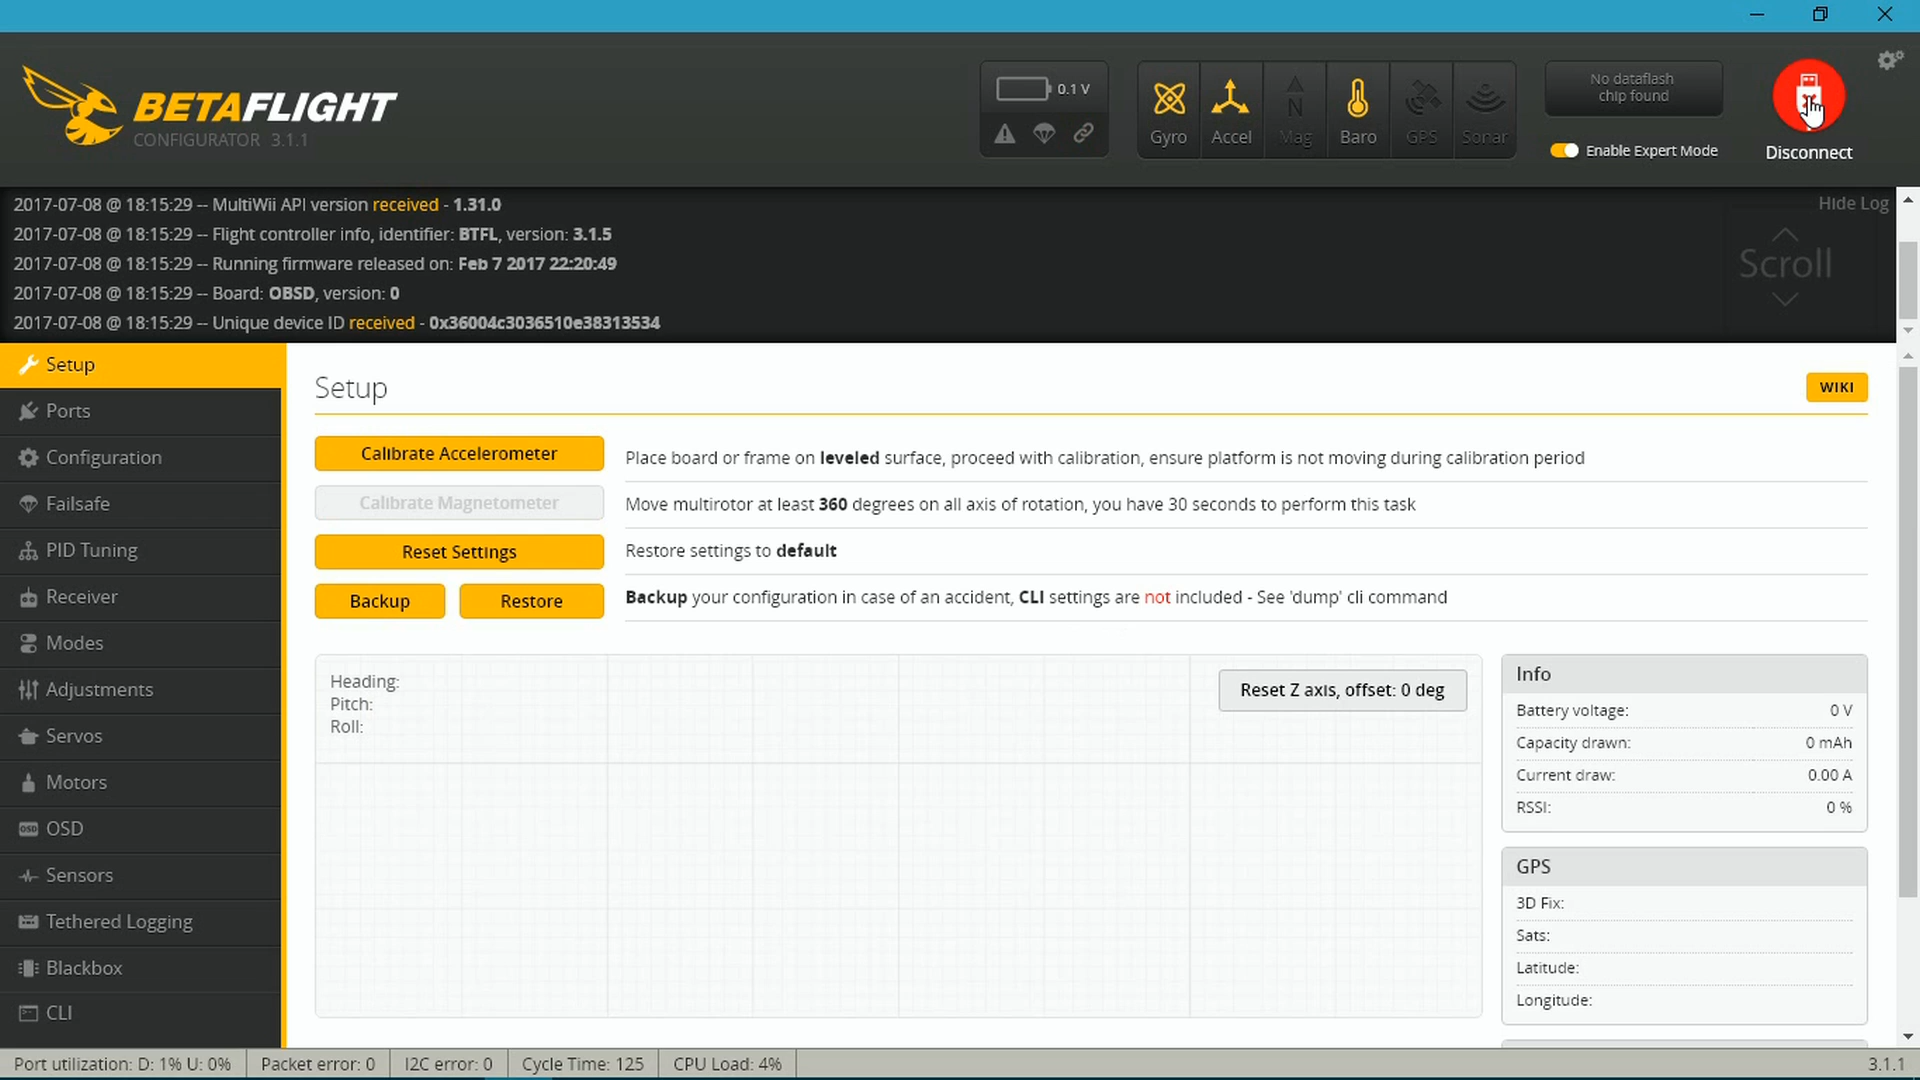 BETAFLIGHT
CONFIGURATOR 3.1.1
0.1 V
Gyro
Accel
N
Mag
Baro
GPS
Sonar
No dataflash
chip found
Enable Expert Mode
Disconnect
2017-07-08 @ 18:15:29 -- MultiWii API version received - 1.31.0
2017-07-08 @ 18:15:29 -- Flight controller info, identifier: BTFL, version: 3.1.5
2017-07-08 @ 18:15:29 -- Running firmware released on: Feb 7 2017 22:20:49
2017-07-08 @ 18:15:29 -- Board: OBSD, version: 0
2017-07-08 @ 18:15:29 -- Unique device ID received - 0x36004c3036510e38313534
Hide Log
Scroll
Setup
Ports
Configuration
Failsafe
PID Tuning
Receiver
Modes
Adjustments
Servos
Motors
OSD OSD
Sensors
Tethered Logging
Blackbox
CLI
Setup
WIKI
Calibrate Accelerometer
Place board or frame on leveled surface, proceed with calibration, ensure platform is not moving during calibration period
Calibrate Magnetometer
Move multirotor at least 360 degrees on all axis of rotation, you have 30 seconds to perform this task
Reset Settings
Restore settings to default
Backup
Restore
Backup your configuration in case of an accident, CLI settings are not included - See 'dump' cli command
Heading:
Pitch:
Roll:
Reset Z axis, offset: 0 deg
Info
Battery voltage: 0 V
Capacity drawn: 0 mAh
Current draw: 0.00 A
RSSI: 0 %
GPS
3D Fix:
Sats:
Latitude:
Longitude:
Port utilization: D: 1% U: 0%
Packet error: 0
I2C error: 0
Cycle Time: 125
CPU Load: 4%
3.1.1